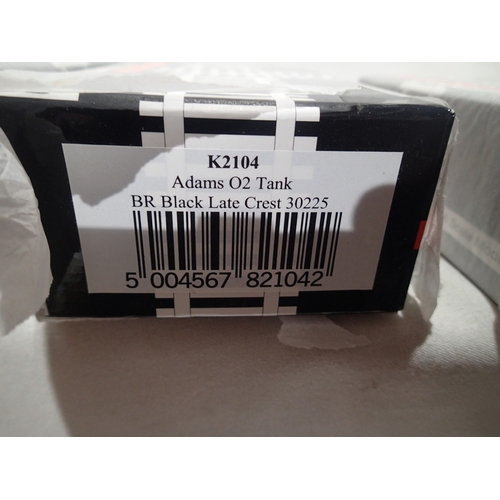 K2104
Adams O2 Tank
BR Black Late Crest 30225
5 004567 821042